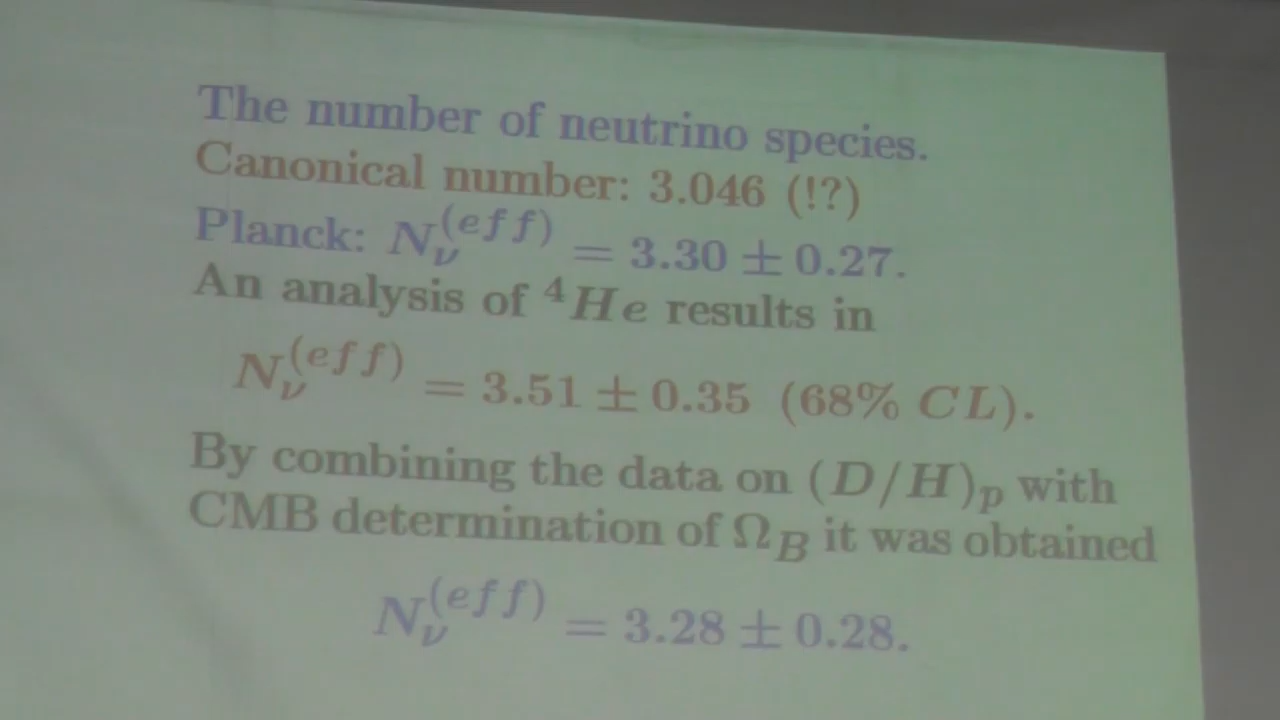 The number of neutrino species.
Canonical number: 3.046 (!?)
Planck: N_ν^(eff) = 3.30 ± 0.27.
An analysis of ⁴He results in
N_ν^(eff) = 3.51 ± 0.35 (68% CL).
By combining the data on (D/H)_p with
CMB determination of Ω_B it was obtained
N_ν^(eff) = 3.28 ± 0.28.